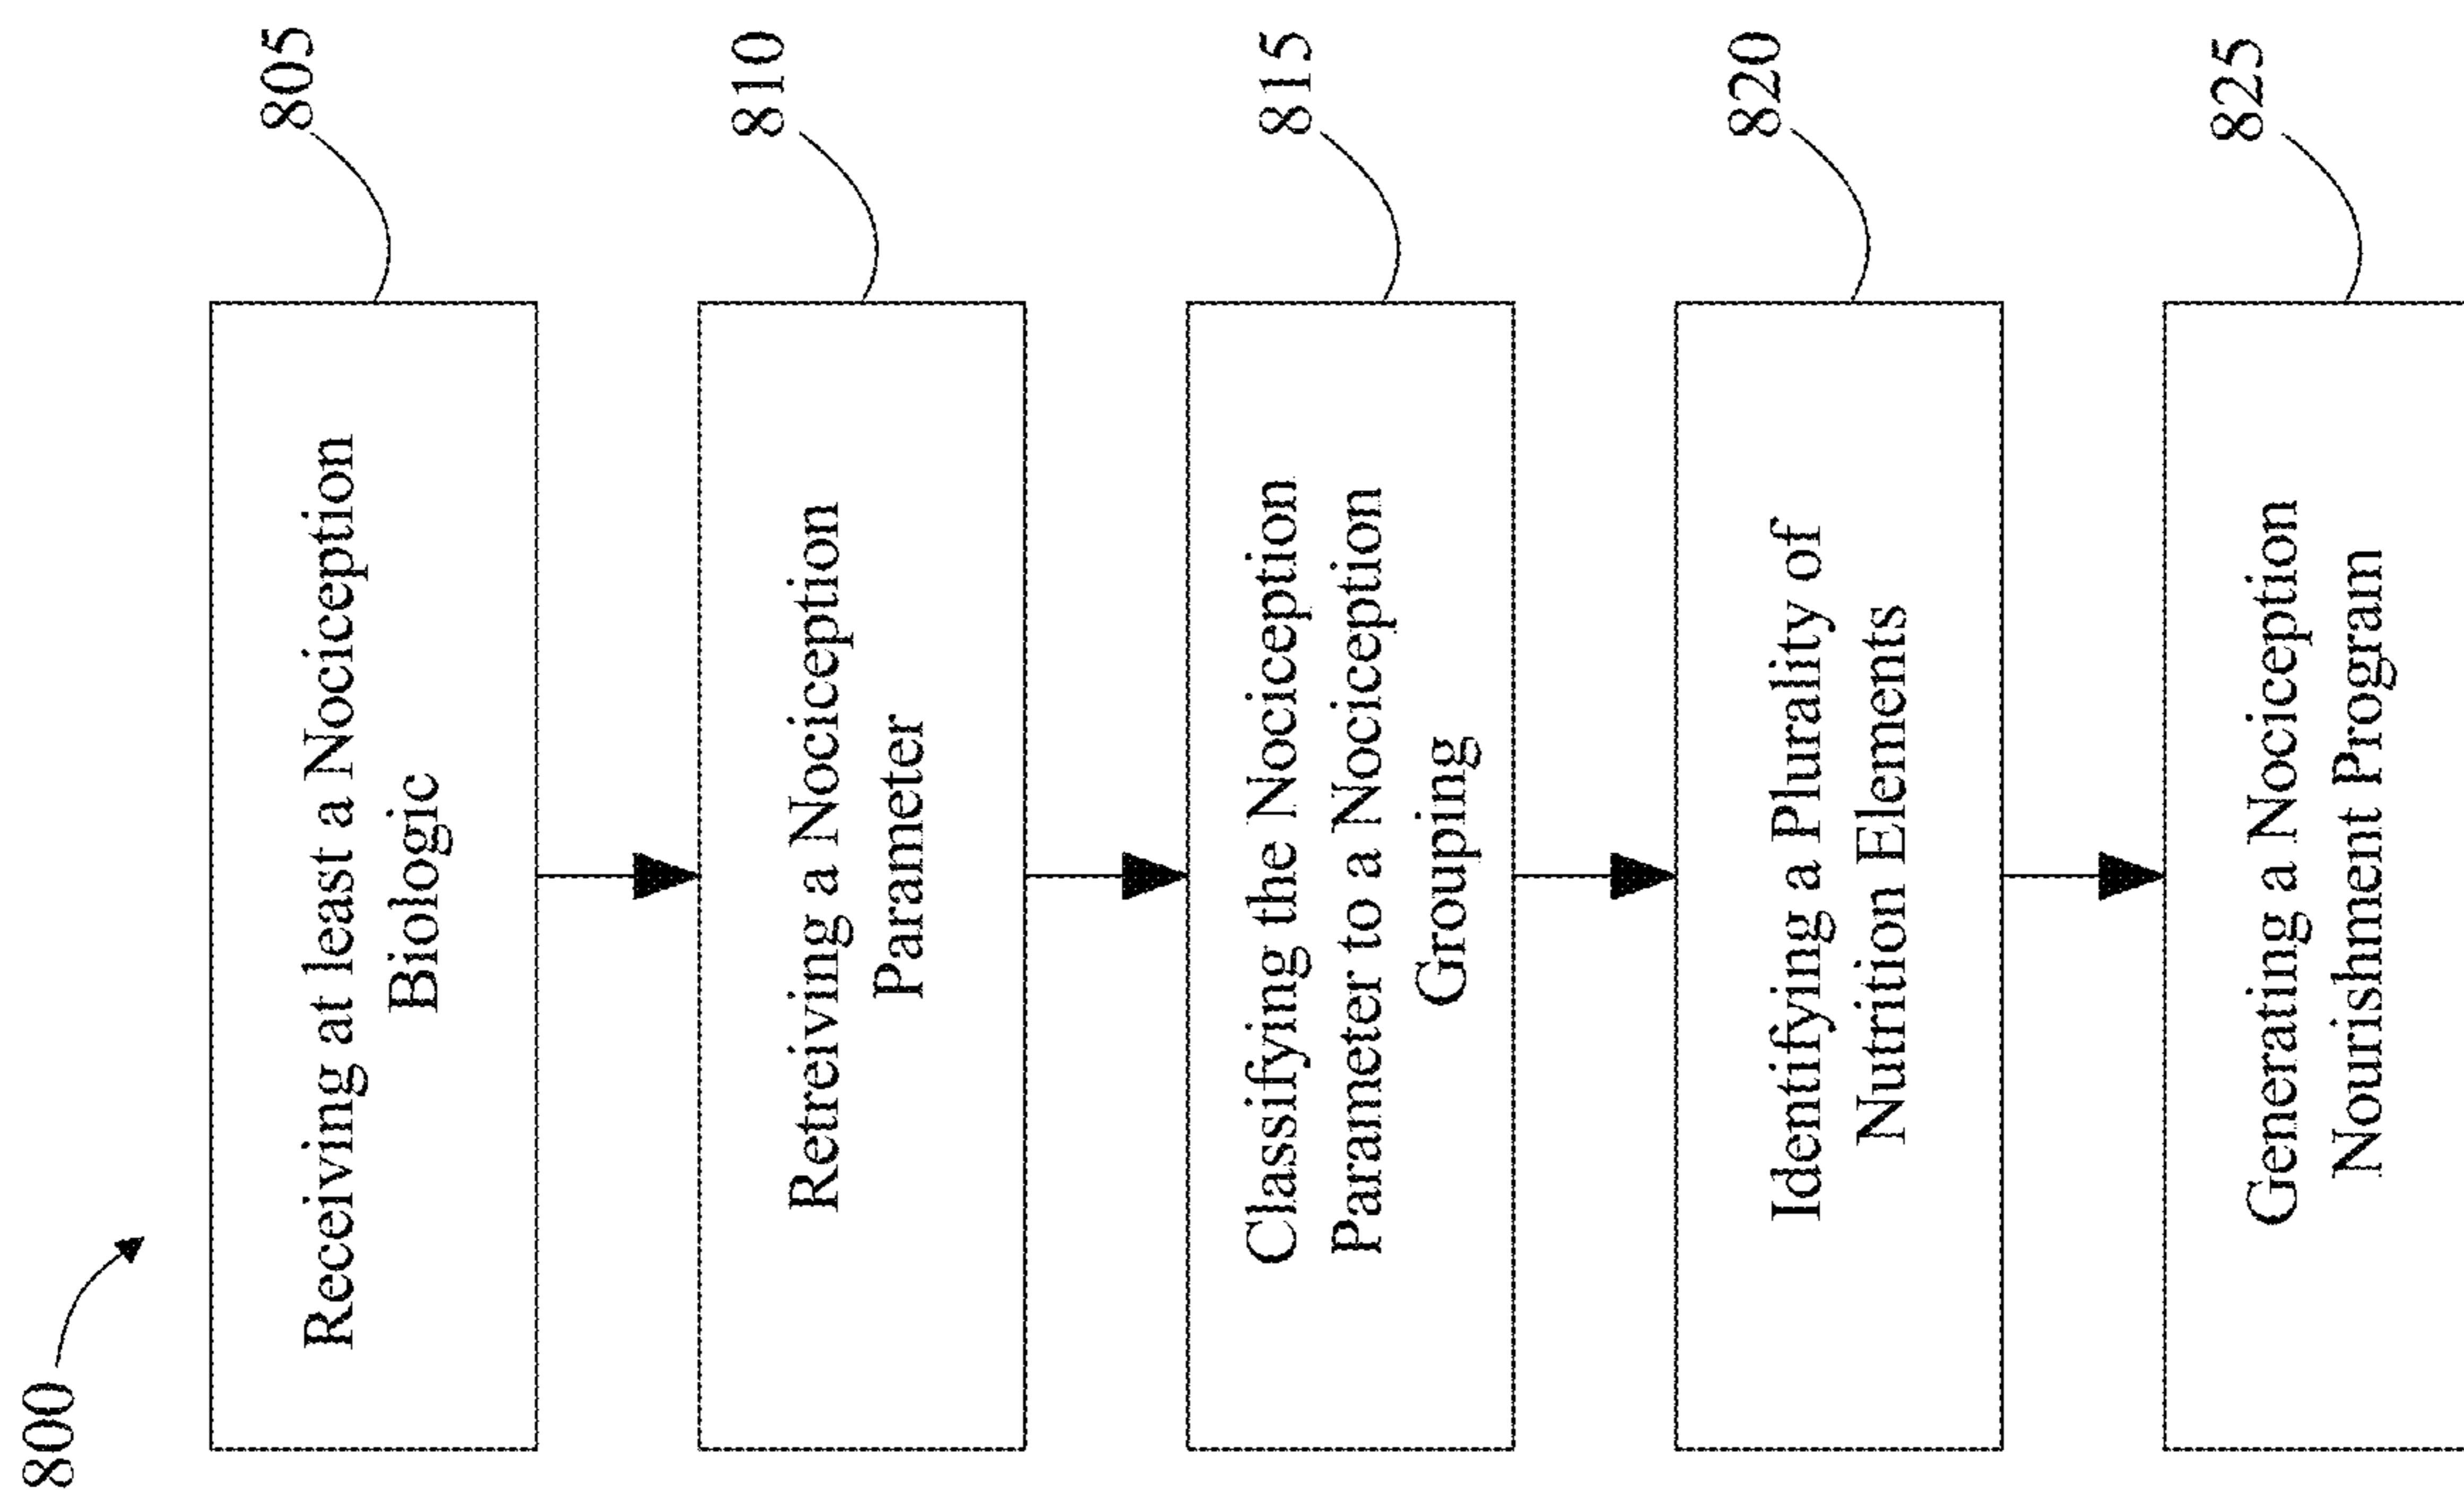 800
805
Receiving at least a Nociception
Biologic
810
Retreiving a Nociception
Parameter
815
Classifying the Nociception
Parameter to a Nociception
Grouping
820
Identifying a Plurality of
Nutrition Elements
825
Generating a Nociception
Nourishment Program